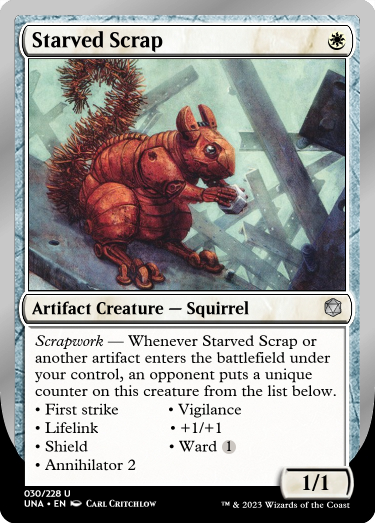 Starved Scrap
Artifact Creature — Squirrel
Scrapwork — Whenever Starved Scrap or
another artifact enters the battlefield under
your control, an opponent puts a unique
counter on this creature from the list below.
• First strike • Vigilance
• Lifelink • +1/+1
• Shield • Ward 1
• Annihilator 2
1/1
030/228 U
UNA • EN Carl Critchlow
™ & 2023 Wizards of the Coast